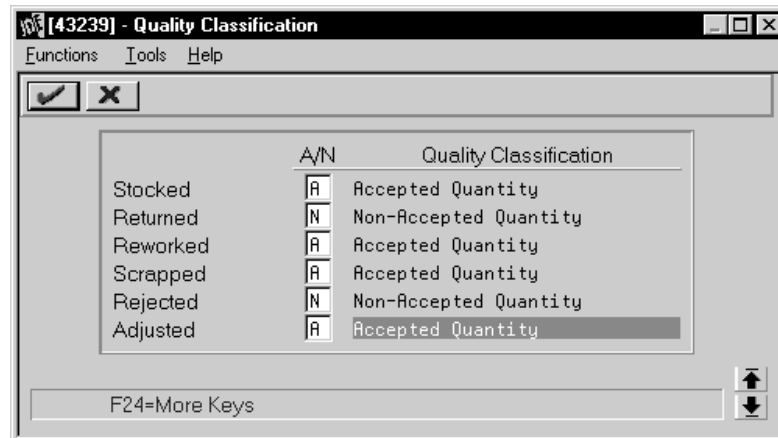 JDE [43239] - Quality Classification
Functions Tools Help
A/N Quality Classification
Stocked A Accepted Quantity
Returned N Non-Accepted Quantity
Reworked A Accepted Quantity
Scrapped A Accepted Quantity
Rejected N Non-Accepted Quantity
Adjusted A Accepted Quantity
F24=More Keys